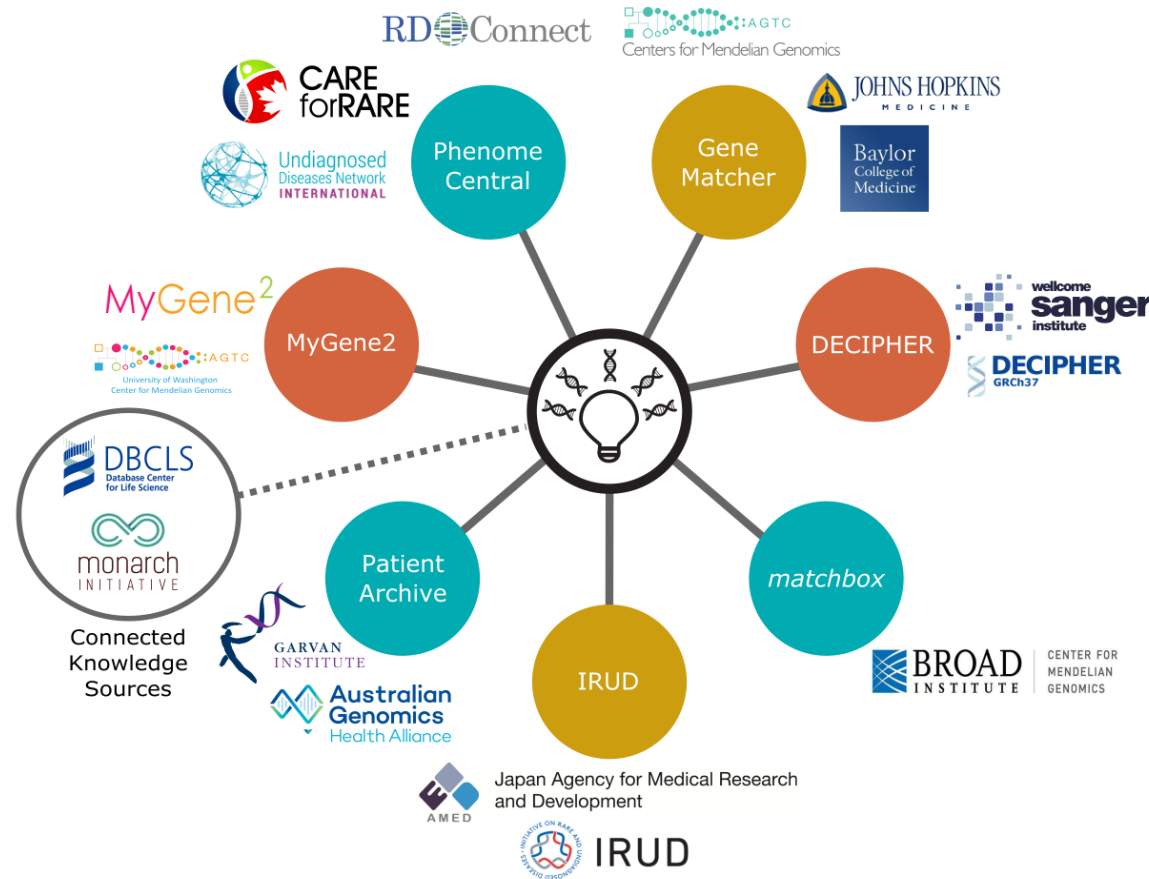 RD Connect
AGTC
Centers for Mendelian Genomics
CARE
forRARE
JOHNS HOPKINS
MEDICINE
Undiagnosed
Diseases Network
INTERNATIONAL
Phenome
Central
Gene
Matcher
Baylor
College of
Medicine
MyGene2
AGTC
University of Washington
Center for Mendelian Genomics
MyGene2
DECIPHER
wellcome
sanger
institute
DECIPHER
GRCh37
DBCLS
Database Center
for Life Science
monarch
INITIATIVE
Connected
Knowledge
Sources
Patient
Archive
matchbox
GARVAN
INSTITUTE
Australian
Genomics
Health Alliance
IRUD
BROAD
INSTITUTE
CENTER FOR
MENDELIAN
GENOMICS
AMED
Japan Agency for Medical Research
and Development
INITIATIVE ON RARE AND UNDIAGNOSED DISEASES
IRUD